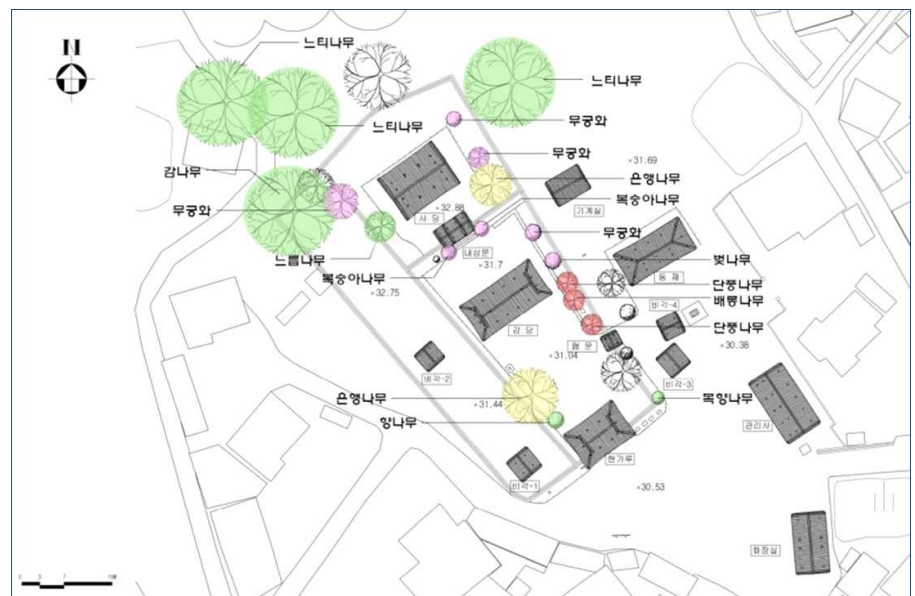 N
느티나무
느티나무
느티나무
무궁화
감나무
무궁화
×31.69
은행나무
복숭아나무
무궁화
×32.88
사 당
기계실
무궁화
느릅나무
내삼문
벚나무
복숭아나무
×31.7
×32.75
동 재
단풍나무
배롱나무
비각-4
단풍나무
강 당
협 문
×31.04
×30.38
비각-2
비각-3
은행나무
×31.44
목향나무
향나무
관리사
현가루
비각-1
×30.53
화장실